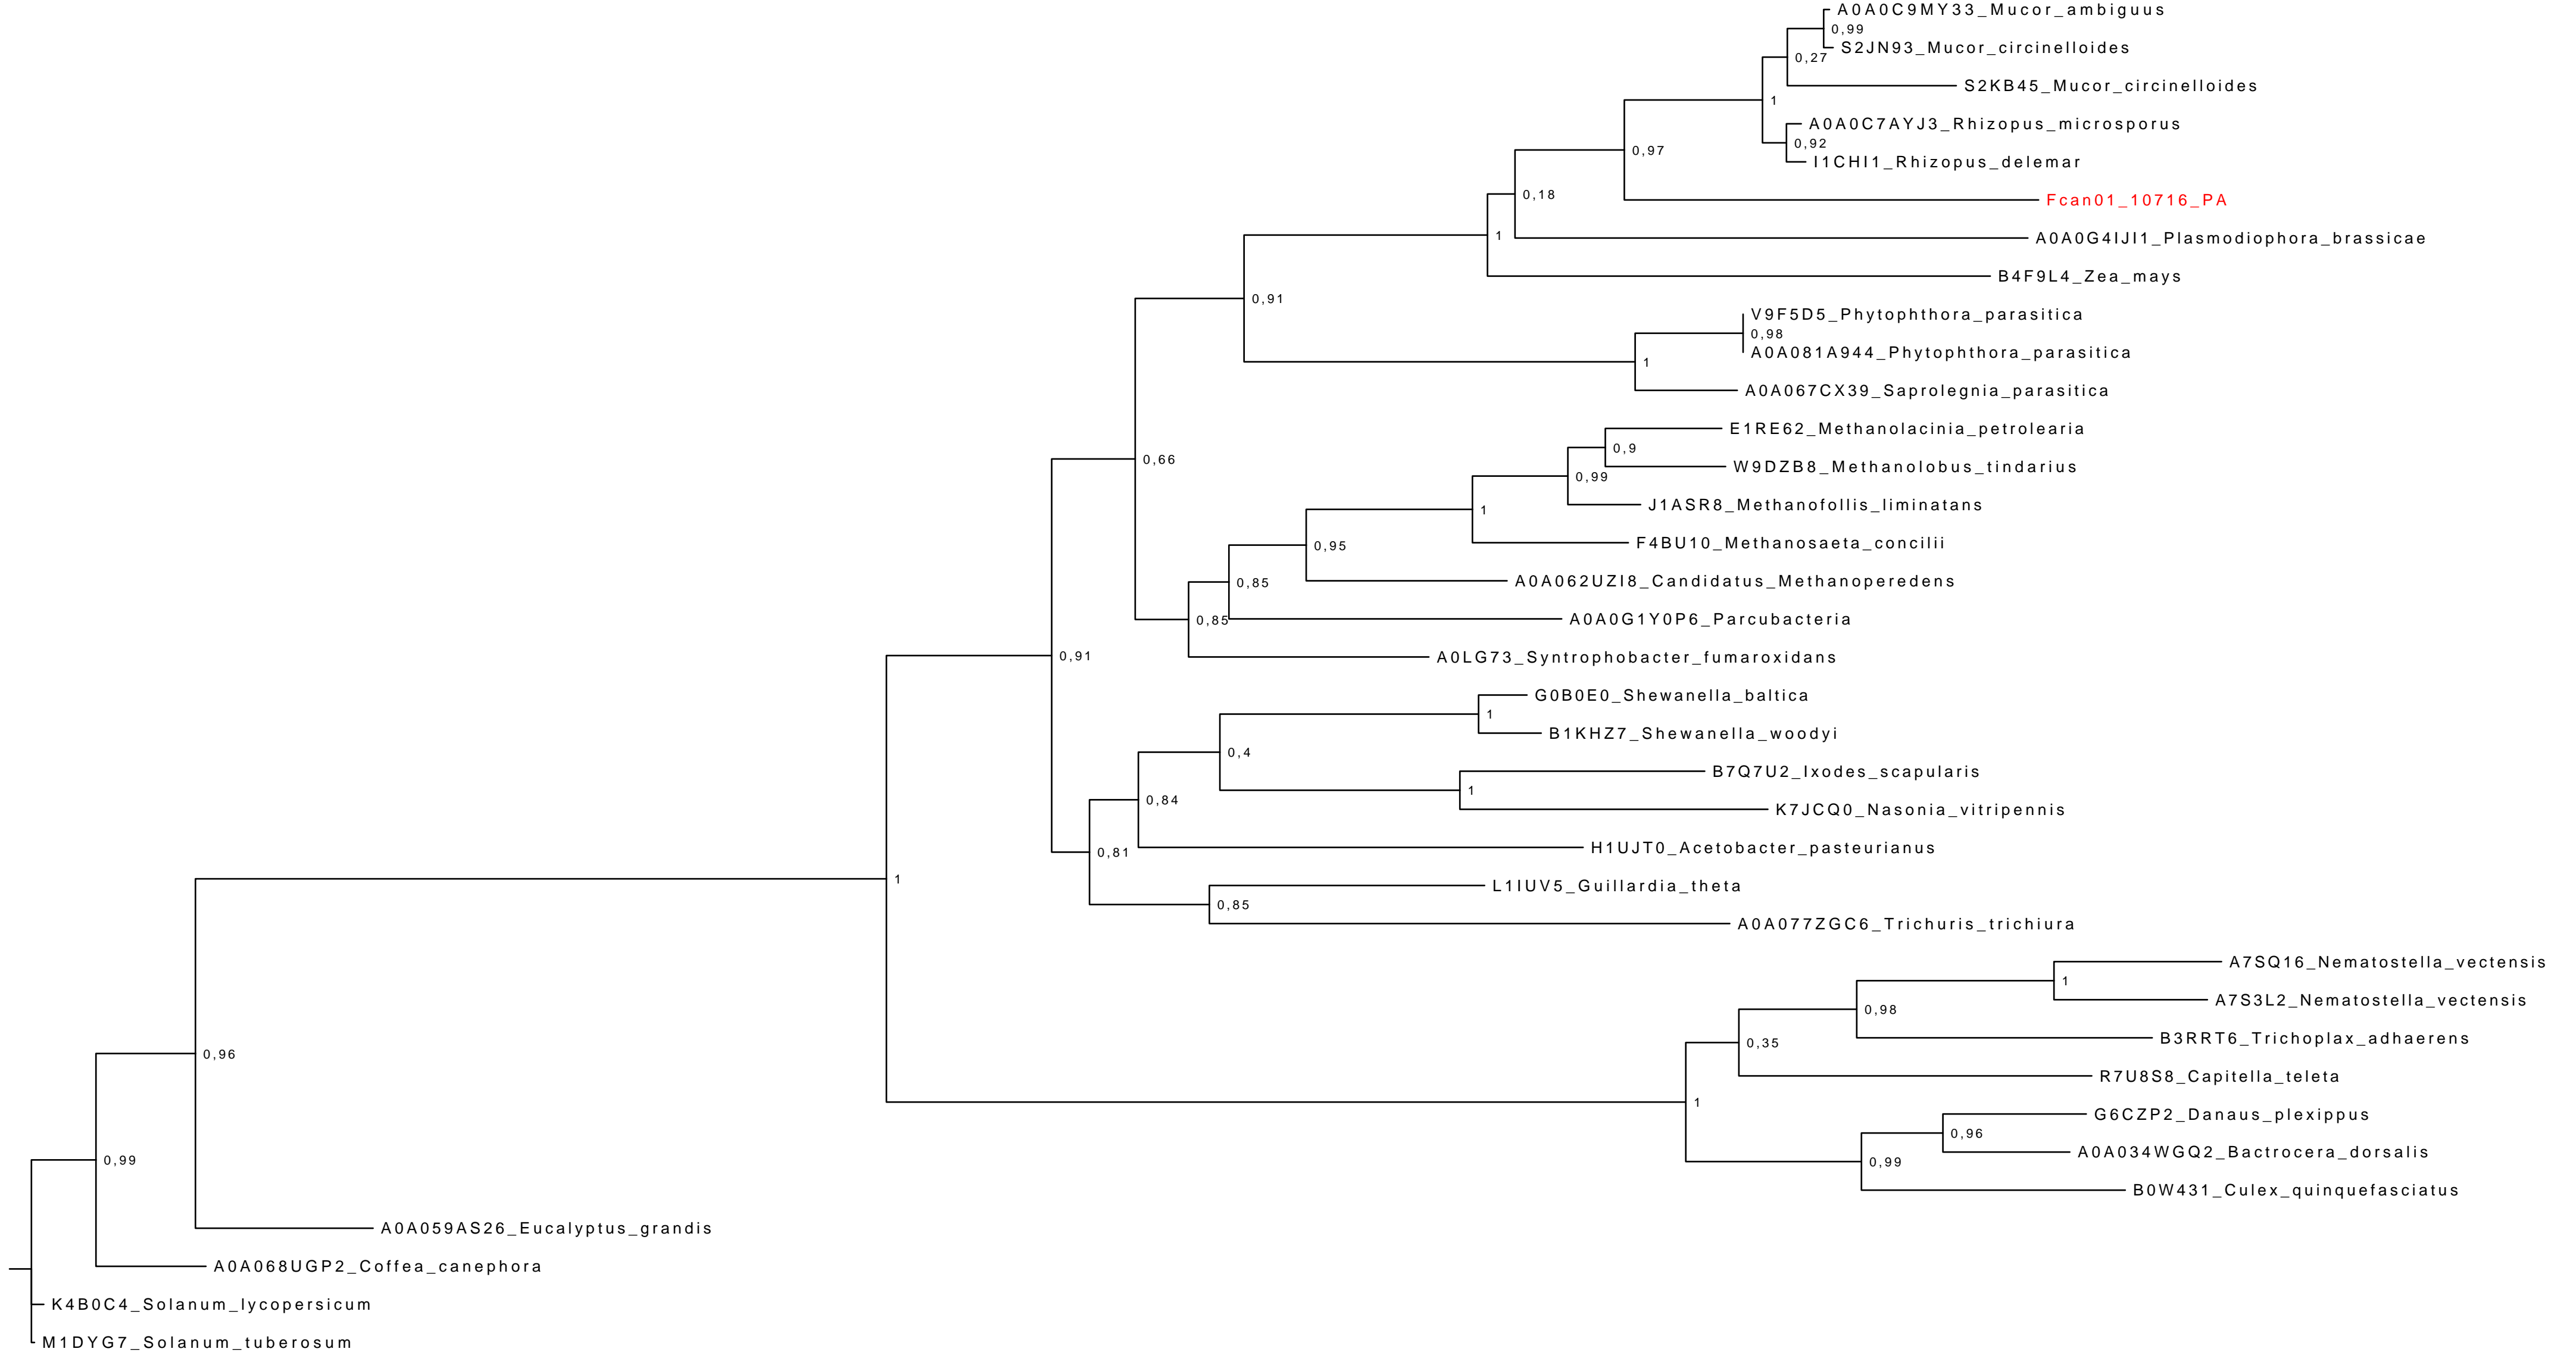 A0A0C9MY33_Mucor_ambiguus
0,99
S2JN93_Mucor_circinelloides
0,27
S2KB45_Mucor_circinelloides
1
A0A0C7AYJ3_Rhizopus_microsporus
0,92
I1CHI1_Rhizopus_delemar
0,97
Fcan01_10716_PA
0,18
A0A0G4IJI1_Plasmodiophora_brassicae
1
B4F9L4_Zea_mays
0,91
V9F5D5_Phytophthora_parasitica
0,98
A0A081A944_Phytophthora_parasitica
1
A0A067CX39_Saprolegnia_parasitica
E1RE62_Methanolacinia_petrolearia
0,9
0,66
W9DZB8_Methanolobus_tindarius
0,99
J1ASR8_Methanofollis_liminatans
1
F4BU10_Methanosaeta_concilii
0,95
A0A062UZI8_Candidatus_Methanoperedens
0,85
A0A0G1Y0P6_Parcubacteria
0,85
0,91
A0LG73_Syntrophobacter_fumaroxidans
G0B0E0_Shewanella_baltica
1
B1KHZ7_Shewanella_woodyi
0,4
B7Q7U2_Ixodes_scapularis
1
0,84
K7JCQ0_Nasonia_vitripennis
H1UJT0_Acetobacter_pasteurianus
0,81
1
L1IUV5_Guillardia_theta
0,85
A0A077ZGC6_Trichuris_trichiura
A7SQ16_Nematostella_vectensis
1
A7S3L2_Nematostella_vectensis
0,98
B3RRT6_Trichoplax_adhaerens
0,35
0,96
R7U8S8_Capitella_teleta
1
G6CZP2_Danaus_plexippus
0,96
A0A034WGQ2_Bactrocera_dorsalis
0,99
0,99
B0W431_Culex_quinquefasciatus
A0A059AS26_Eucalyptus_grandis
A0A068UGP2_Coffea_canephora
K4B0C4_Solanum_lycopersicum
M1DYG7_Solanum_tuberosum